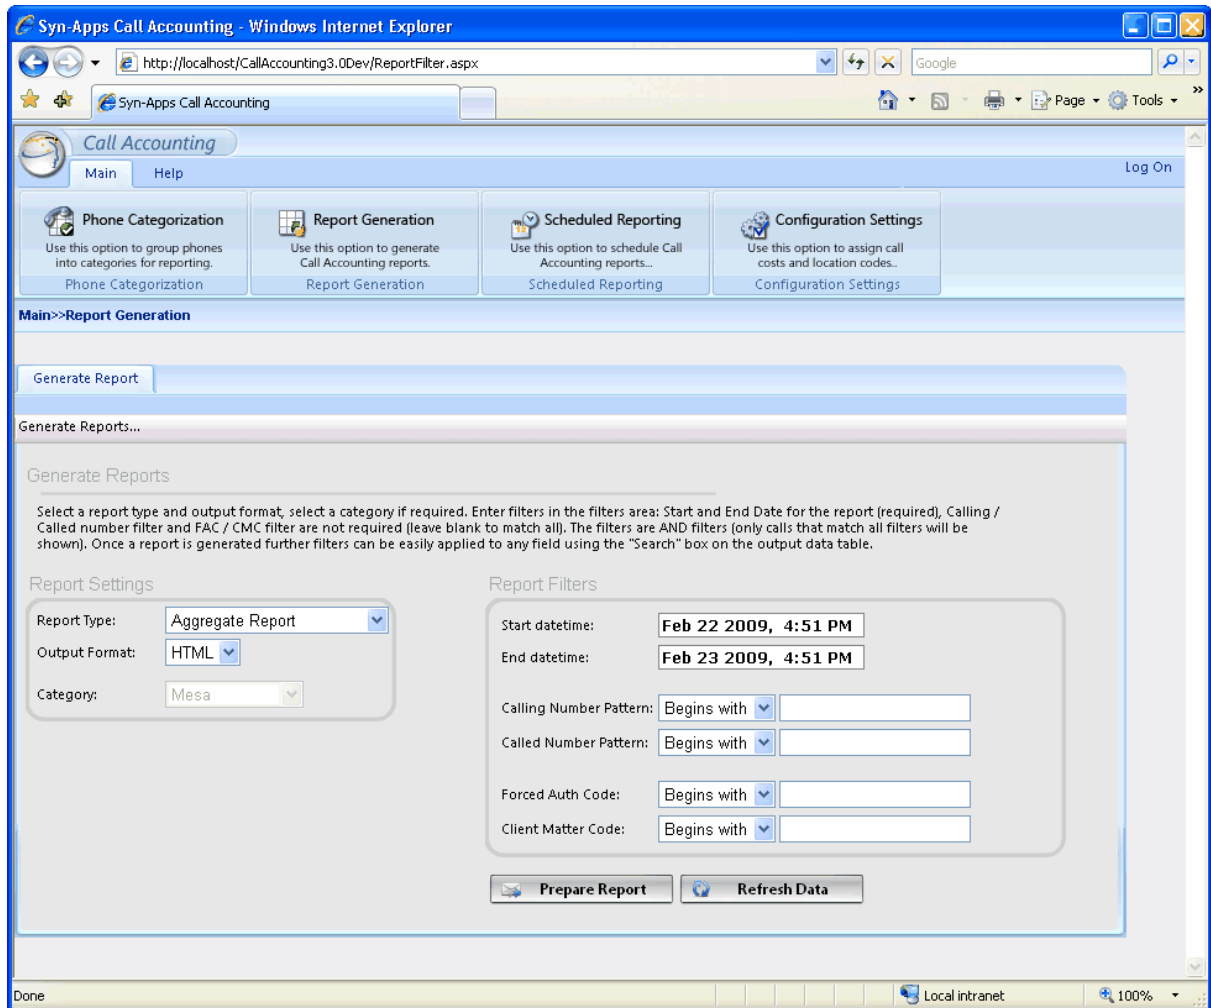 Syn-Apps Call Accounting - Windows Internet Explorer
http://localhost/CallAccounting3.0Dev/ReportFilter.aspx
Google
Syn-Apps Call Accounting
Page
Tools
»
Call Accounting
Main
Help
Log On
Phone Categorization
Use this option to group phones
into categories for reporting.
Phone Categorization
Report Generation
Use this option to generate
Call Accounting reports.
Report Generation
Scheduled Reporting
Use this option to schedule Call
Accounting reports...
Scheduled Reporting
Configuration Settings
Use this option to assign call
costs and location codes..
Configuration Settings
Main>>Report Generation
Generate Report
Generate Reports...
Generate Reports
Select a report type and output format, select a category if required. Enter filters in the filters area: Start and End Date for the report (required), Calling /
Called number filter and FAC / CMC filter are not required (leave blank to match all). The filters are AND filters (only calls that match all filters will be
shown). Once a report is generated further filters can be easily applied to any field using the "Search" box on the output data table.
Report Settings
Report Type: Aggregate Report
Output Format: HTML
Category: Mesa
Report Filters
Start datetime: Feb 22 2009, 4:51 PM
End datetime: Feb 23 2009, 4:51 PM
Calling Number Pattern: Begins with
Called Number Pattern: Begins with
Forced Auth Code: Begins with
Client Matter Code: Begins with
Prepare Report
Refresh Data
Done
Local intranet
100%